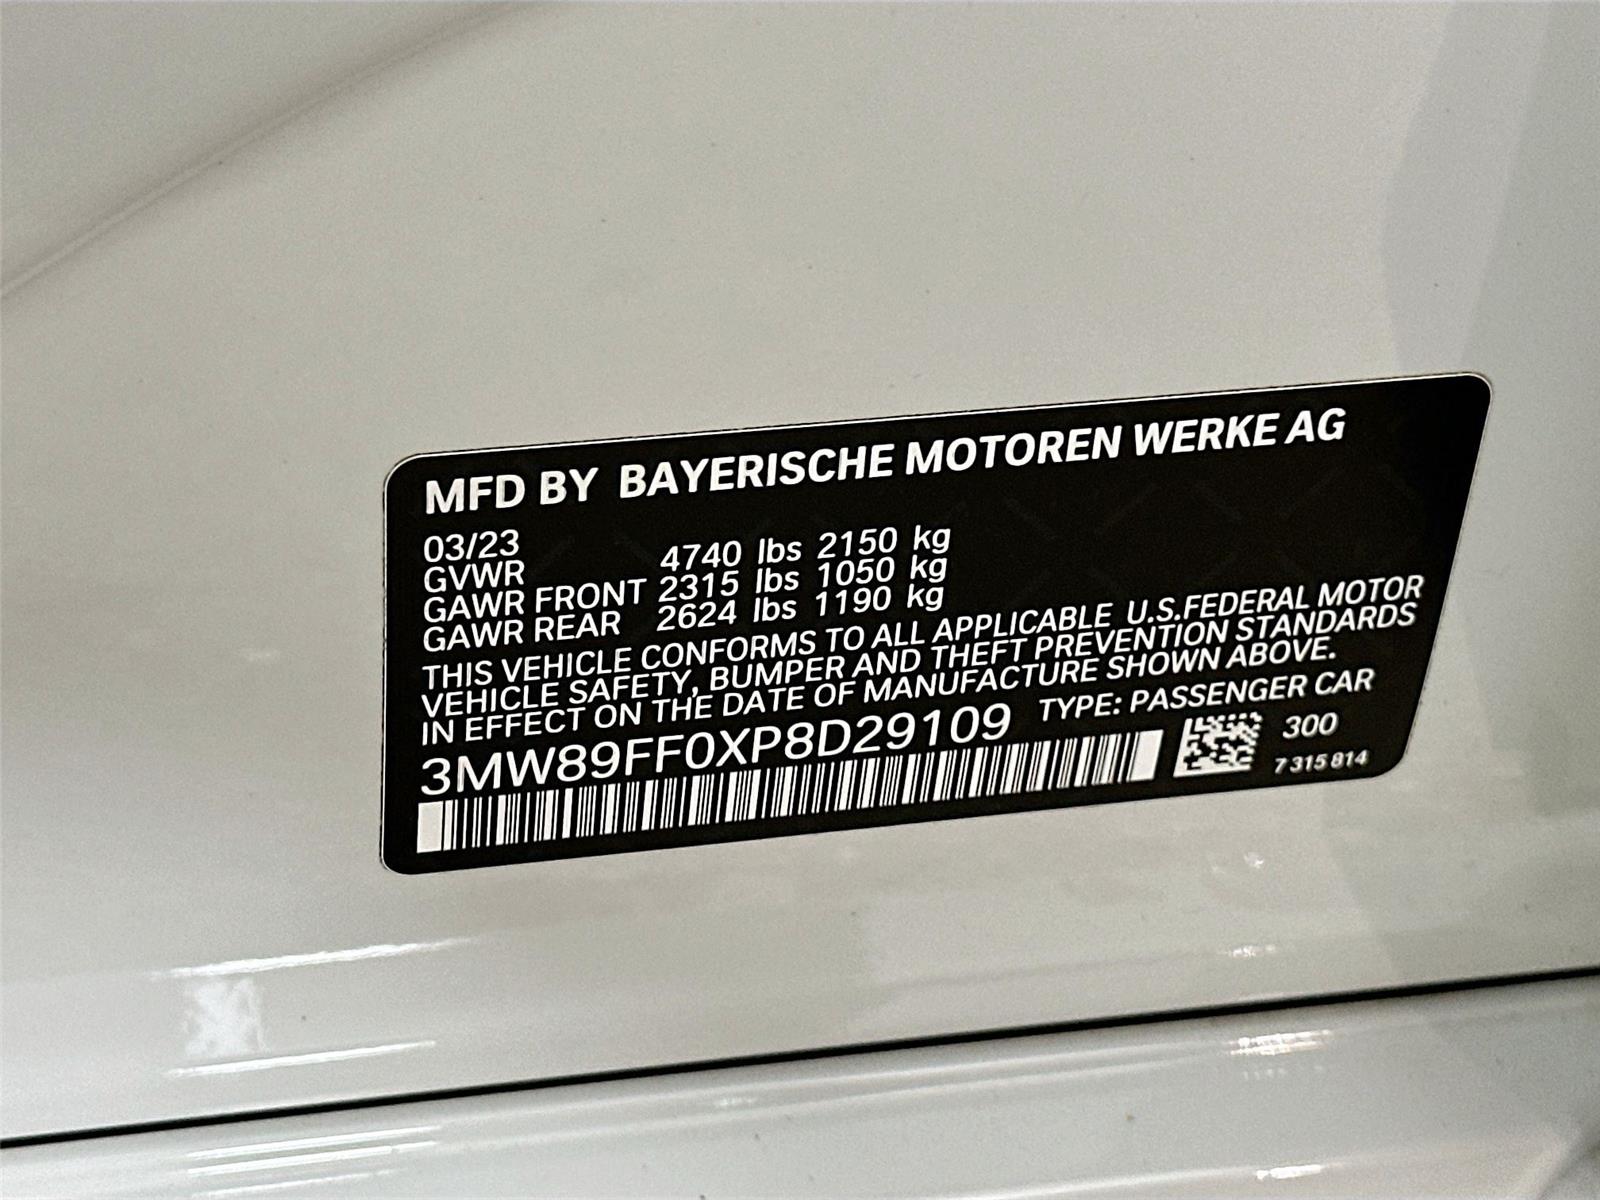 MFD BY BAYERISCHE MOTOREN WERKE AG
03/23
GVWR 4740 lbs 2150 kg
GAWR FRONT 2315 lbs 1050 kg
GAWR REAR 2624 lbs 1190 kg
THIS VEHICLE CONFORMS TO ALL APPLICABLE U.S.FEDERAL MOTOR
VEHICLE SAFETY, BUMPER AND THEFT PREVENTION STANDARDS
IN EFFECT ON THE DATE OF MANUFACTURE SHOWN ABOVE.
3MW89FF0XP8D29109 TYPE: PASSENGER CAR
300
7 315 814